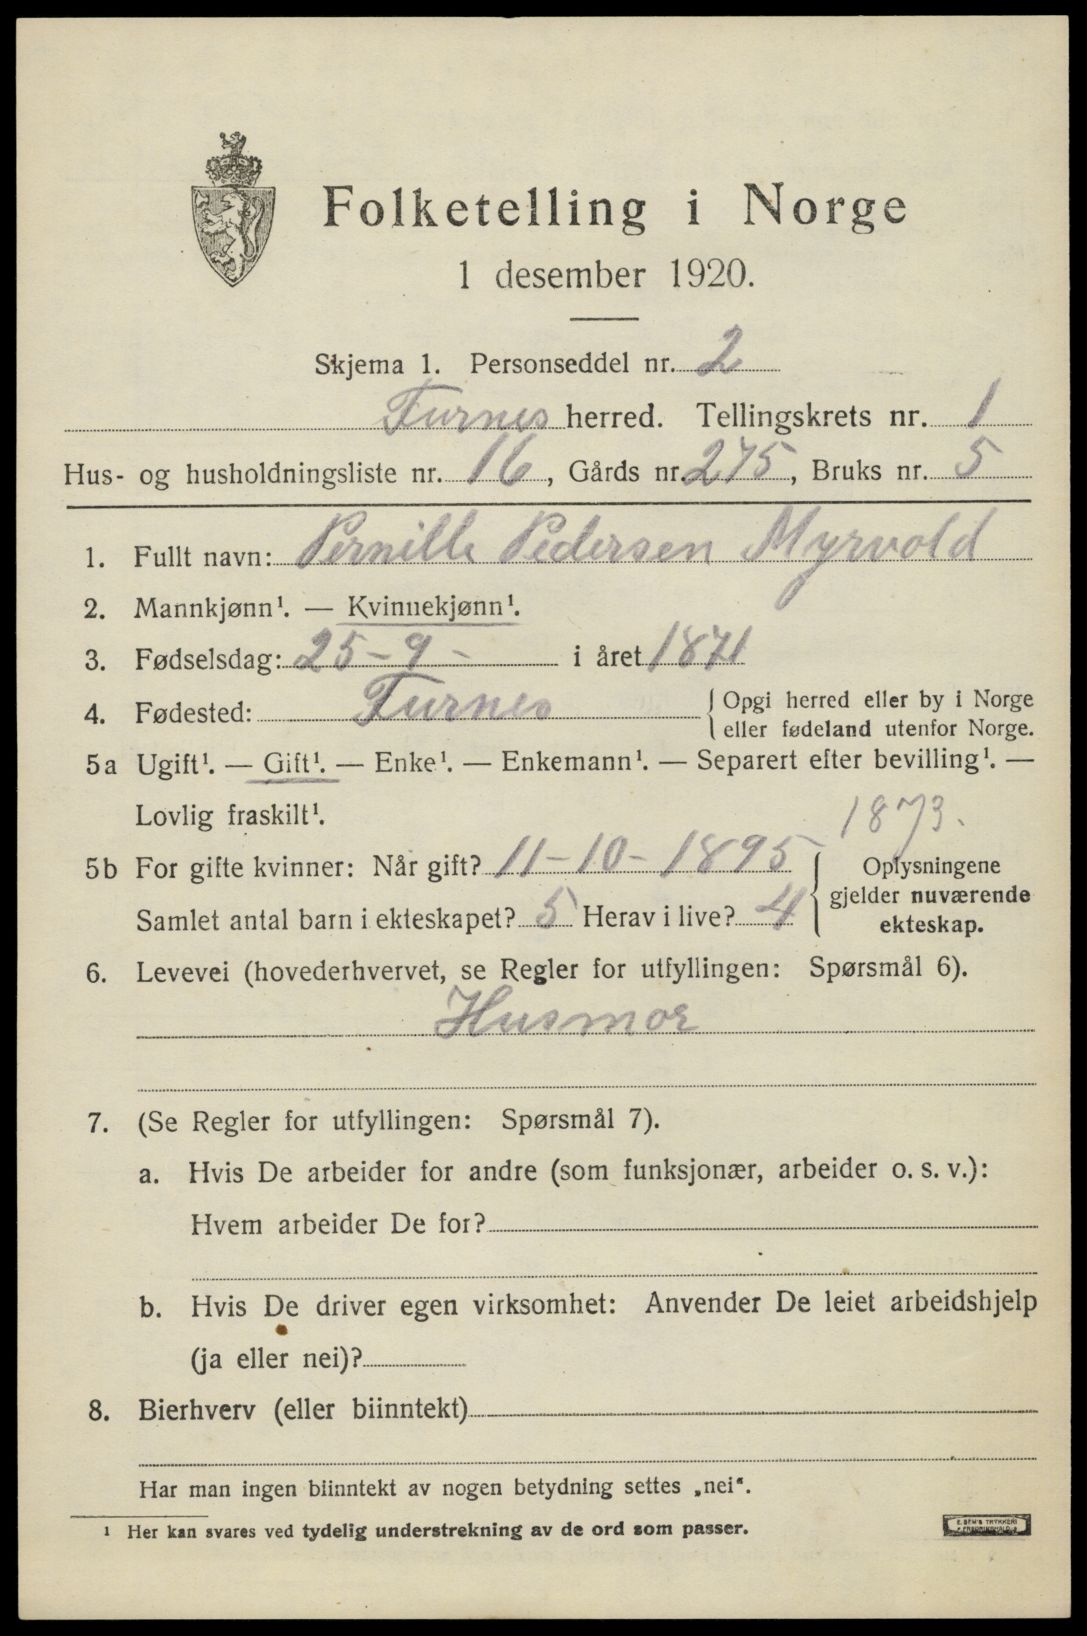 Folketelling i Norge
1 desember 1920.
Skjema 1. Personseddel nr. 2
Furnes herred. Tellingskrets nr. 1
Hus- og husholdningsliste nr. 16, Gårds nr. 275, Bruks nr. 5
1. Fullt navn: Pernille Pedersen Myrvold
2. Mannkjønn¹. — Kvinnekjønn¹.
3. Fødselsdag: 25-9- i året 1871
4. Fødested: Furnes { Opgi herred eller by i Norge
eller fødeland utenfor Norge.
5a Ugift¹. — Gift¹. — Enke¹. — Enkemann¹. — Separert efter bevilling¹. —
Lovlig fraskilt¹.
1873.
5b For gifte kvinner: Når gift? 11-10-1895 { Oplysningene
gjelder nuværende
Samlet antal barn i ekteskapet? 5 Herav i live? 4
ekteskap.
6. Levevei (hovederhvervet, se Regler for utfyllingen: Spørsmål 6).
Husmor
7. (Se Regler for utfyllingen: Spørsmål 7).
a. Hvis De arbeider for andre (som funksjonær, arbeider o. s. v.):
Hvem arbeider De for?
b. Hvis De driver egen virksomhet: Anvender De leiet arbeidshjelp
(ja eller nei)?
8. Bierhverv (eller biinntekt)
Har man ingen biinntekt av nogen betydning settes „nei“.
¹ Her kan svares ved tydelig understrekning av de ord som passer.